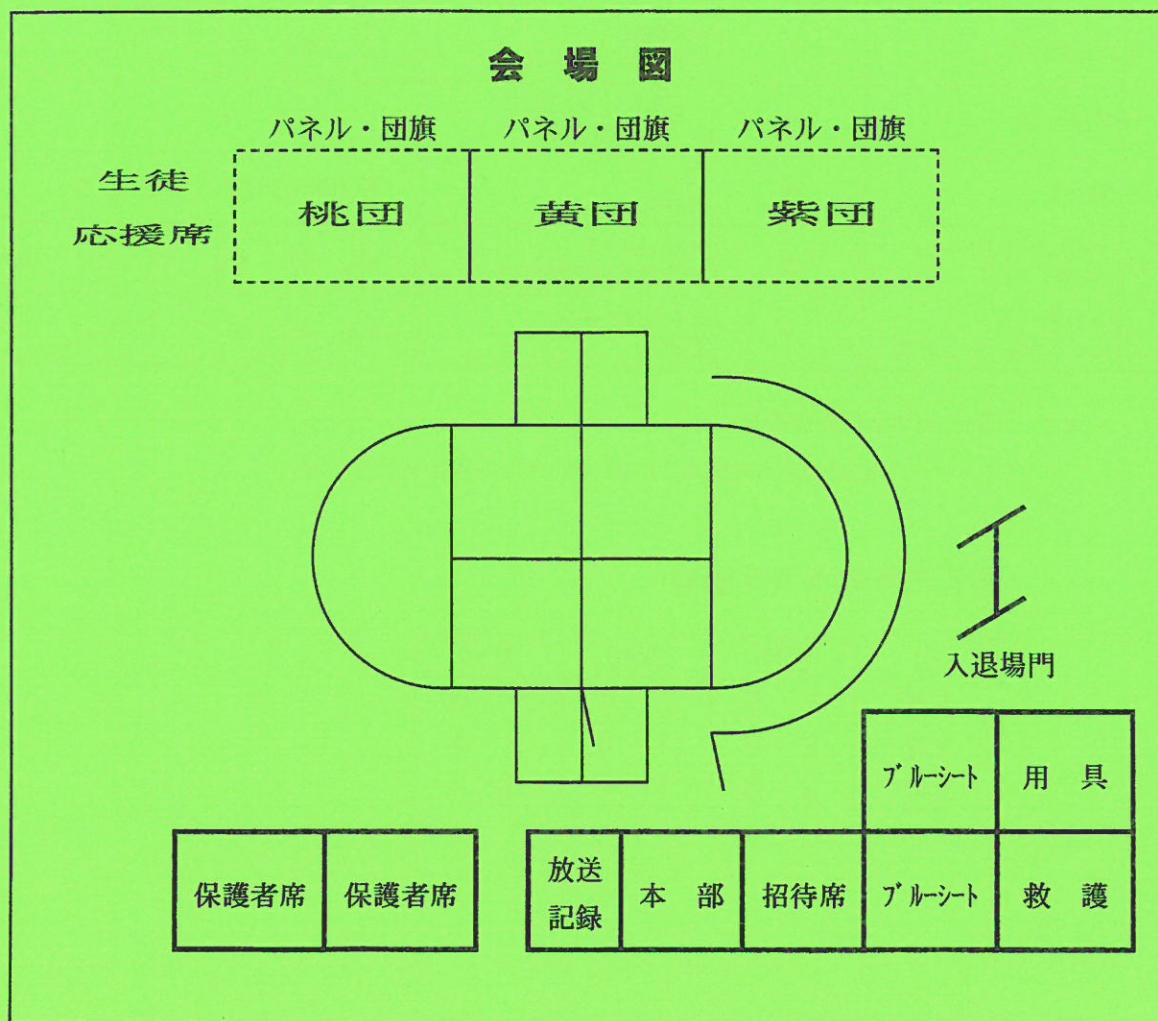 会場図
パネル・団旗 パネル・団旗 パネル・団旗
生徒
応援席
桃団 黄団 紫団
入退場門
ブルーシート 用具
保護者席 保護者席
放送
記録
本部 招待席 ブルーシート 救護